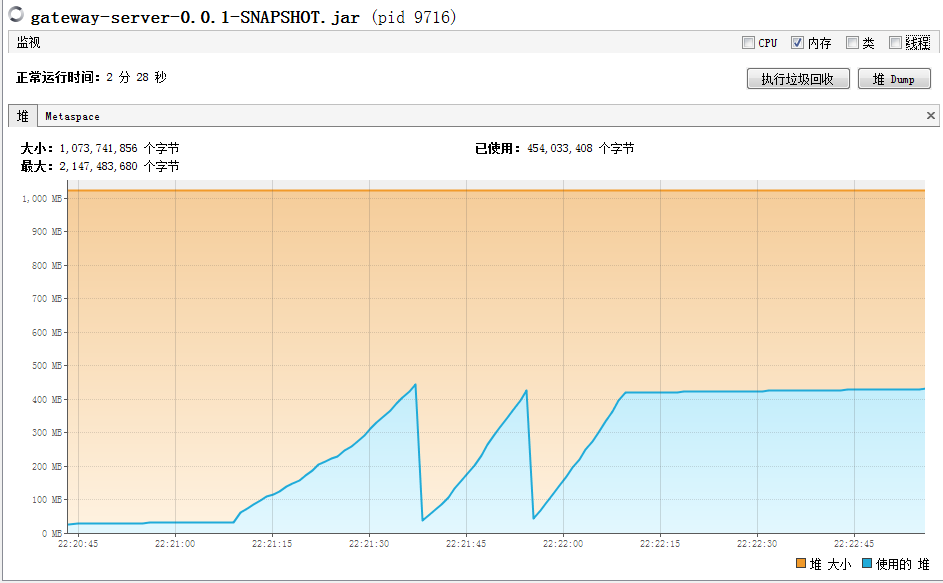 gateway-server-0.0.1-SNAPSHOT.jar (pid 9716)
监视 CPU 内存 类 线程
正常运行时间: 2 分 28 秒 执行垃圾回收 堆 Dump
堆 Metaspace
大小: 1,073,741,856 个字节 已使用: 454,033,408 个字节
最大: 2,147,483,680 个字节
1,000 MB
900 MB
800 MB
700 MB
600 MB
500 MB
400 MB
300 MB
200 MB
100 MB
0 MB
22:20:45 22:21:00 22:21:15 22:21:30 22:21:45 22:22:00 22:22:15 22:22:30 22:22:45
堆 大小 使用的 堆